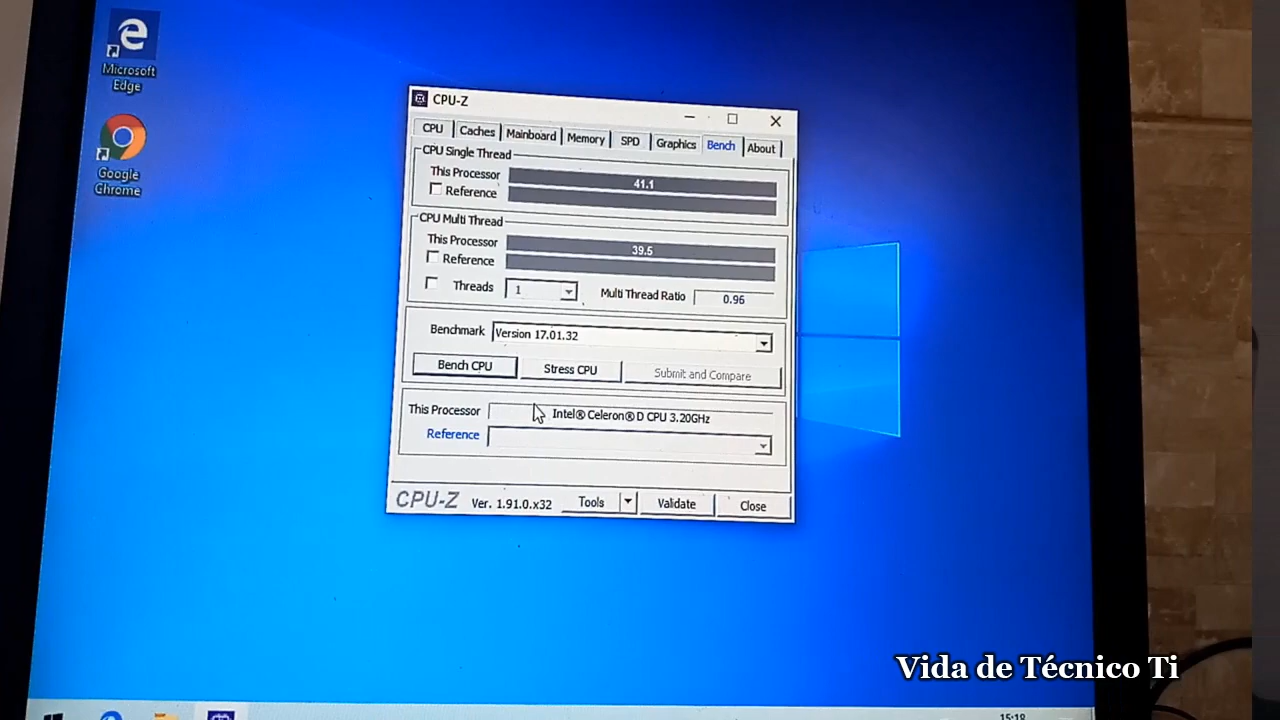 Microsoft
Edge
Google
Chrome
CPU-Z
CPU Caches Mainboard Memory SPD Graphics Bench About
CPU Single Thread
This Processor 41.1
Reference
CPU Multi Thread
This Processor 39.5
Reference
Threads 1 Multi Thread Ratio 0.96
Benchmark Version 17.01.32
Bench CPU Stress CPU Submit and Compare
This Processor Intel® Celeron® D CPU 3.20GHz
Reference
CPU-Z Ver. 1.91.0.x32 Tools Validate Close
Vida de Técnico Ti
15:18